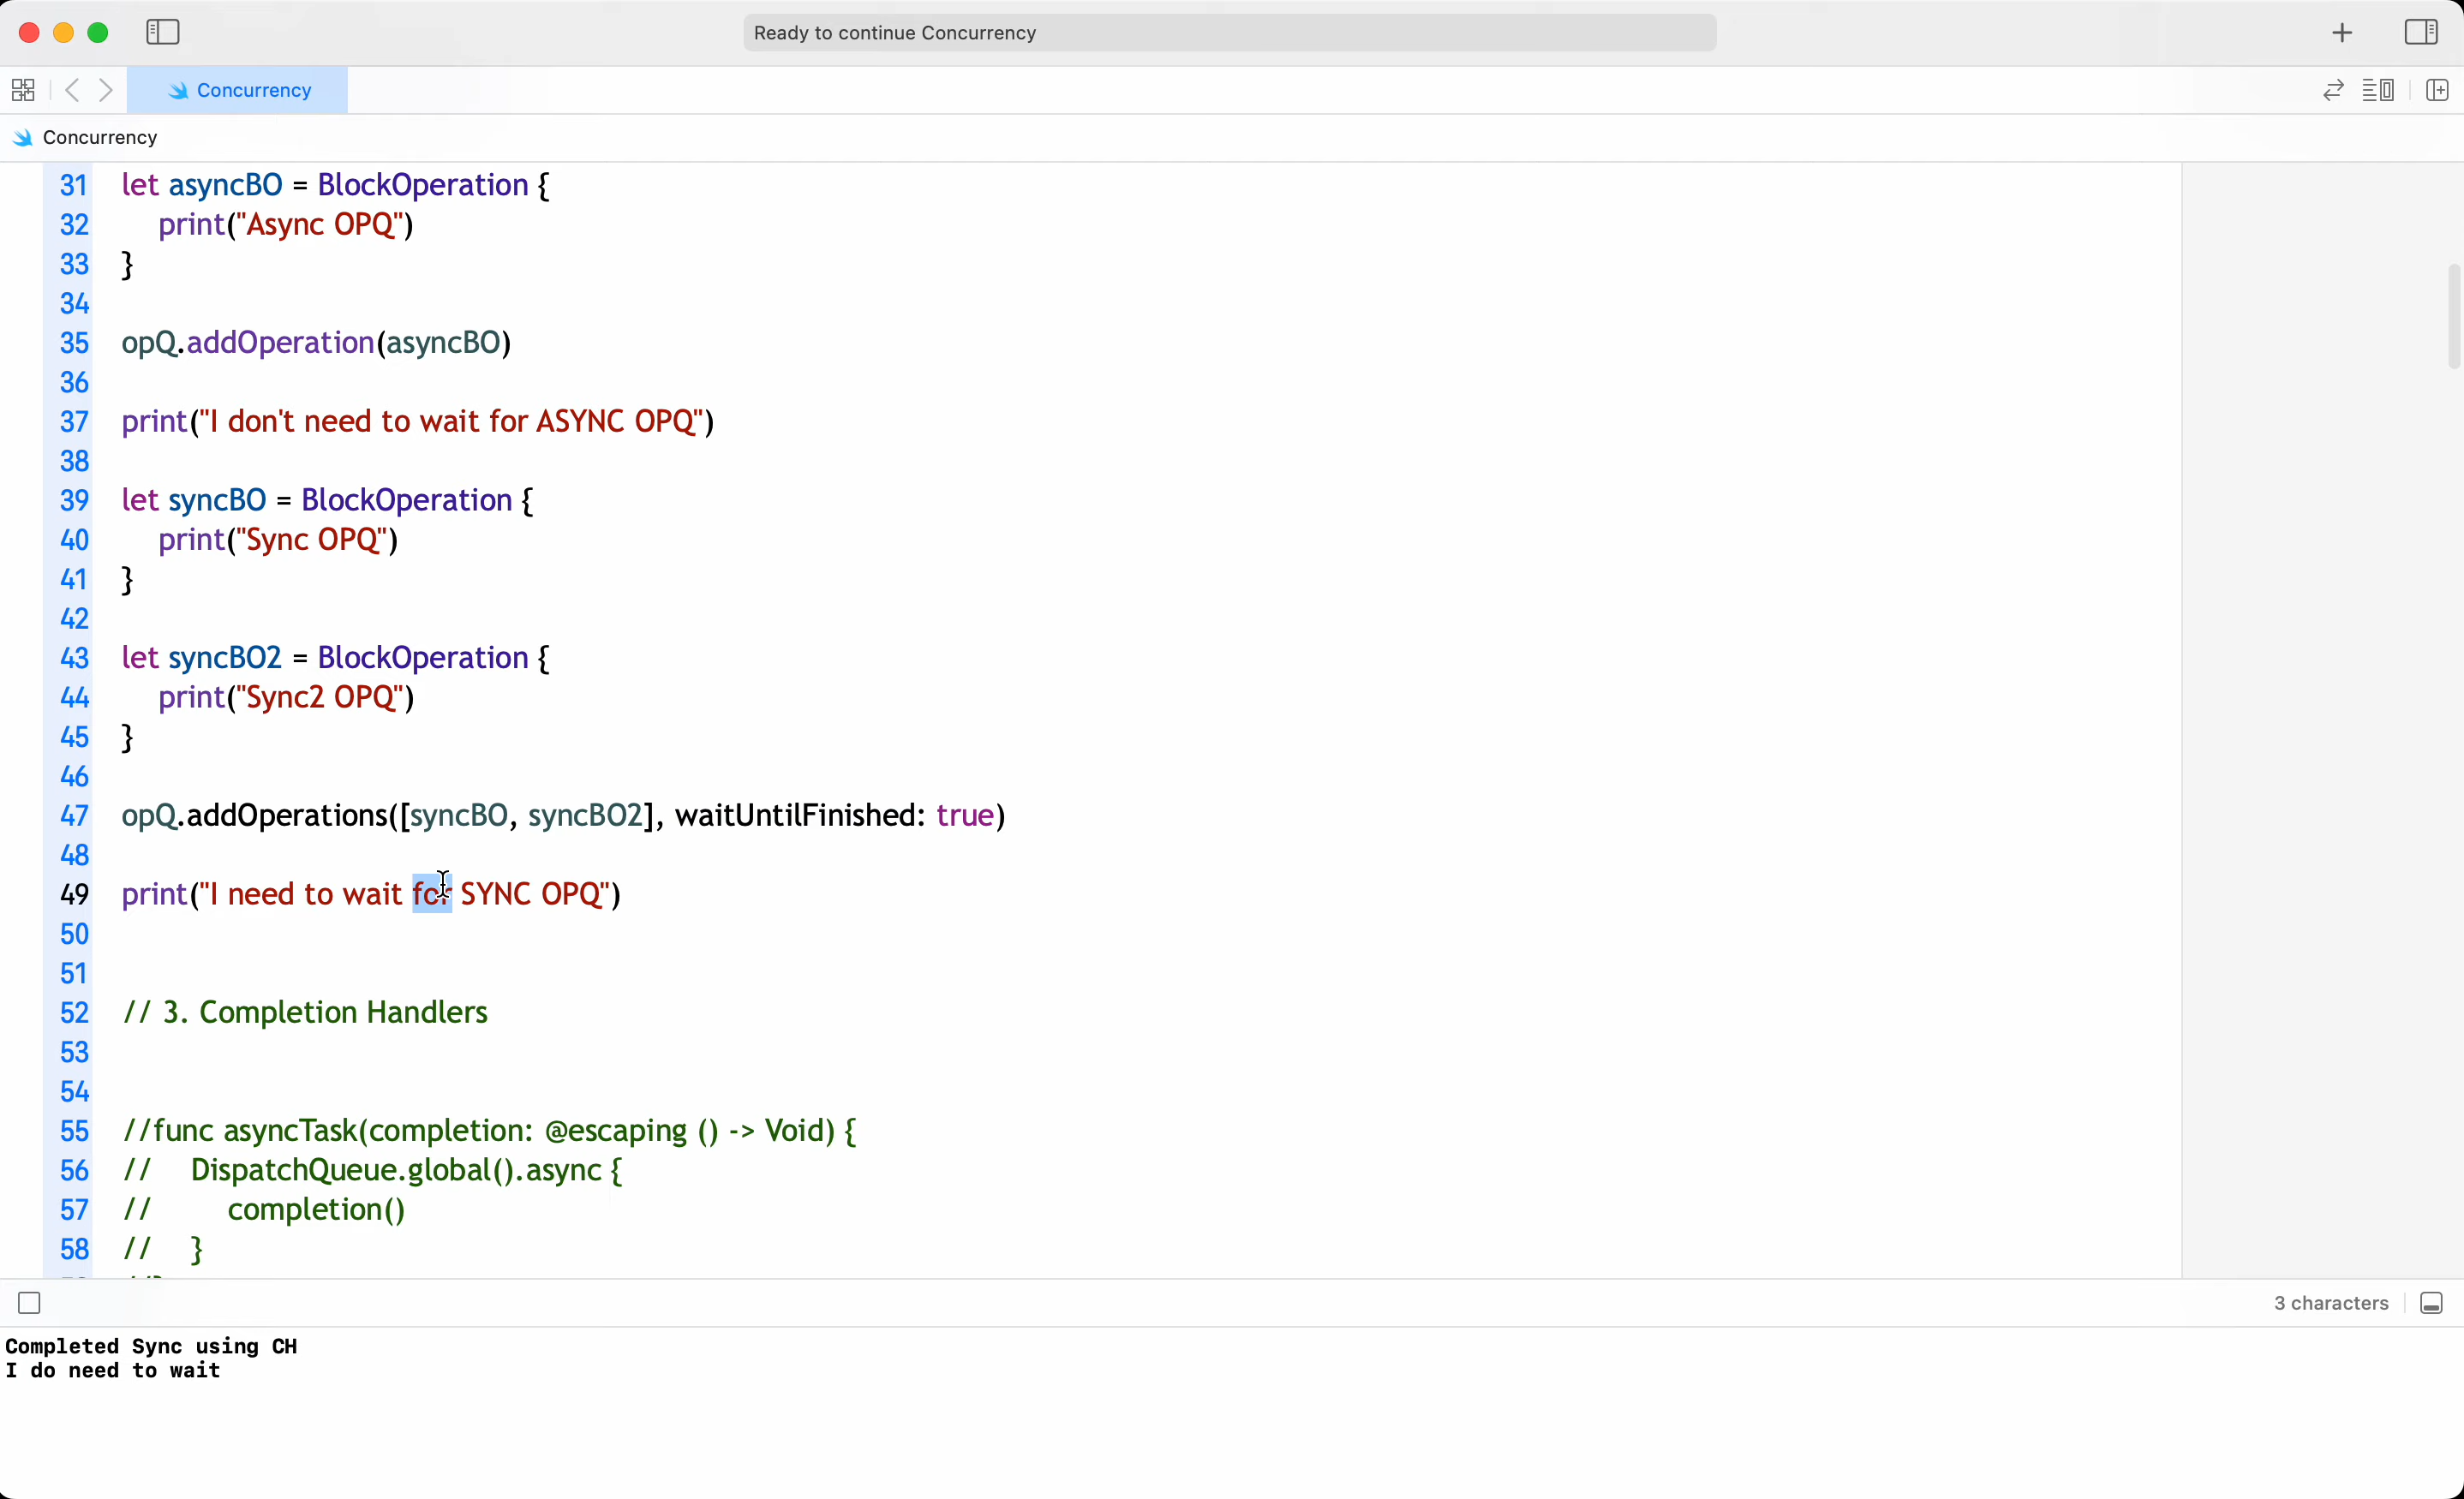 Ready to continue Concurrency
Concurrency
Concurrency
31 let asyncBO = BlockOperation {
32 print("Async OPQ")
33 }
34
35 opQ.addOperation(asyncBO)
36
37 print("I don't need to wait for ASYNC OPQ")
38
39 let syncBO = BlockOperation {
40 print("Sync OPQ")
41 }
42
43 let syncBO2 = BlockOperation {
44 print("Sync2 OPQ")
45 }
46
47 opQ.addOperations([syncBO, syncBO2], waitUntilFinished: true)
48
49 print("I need to wait for SYNC OPQ")
50
51
52 // 3. Completion Handlers
53
54
55 //func asyncTask(completion: @escaping () -> Void) {
56 // DispatchQueue.global().async {
57 // completion()
58 // }
3 characters
Completed Sync using CH
I do need to wait